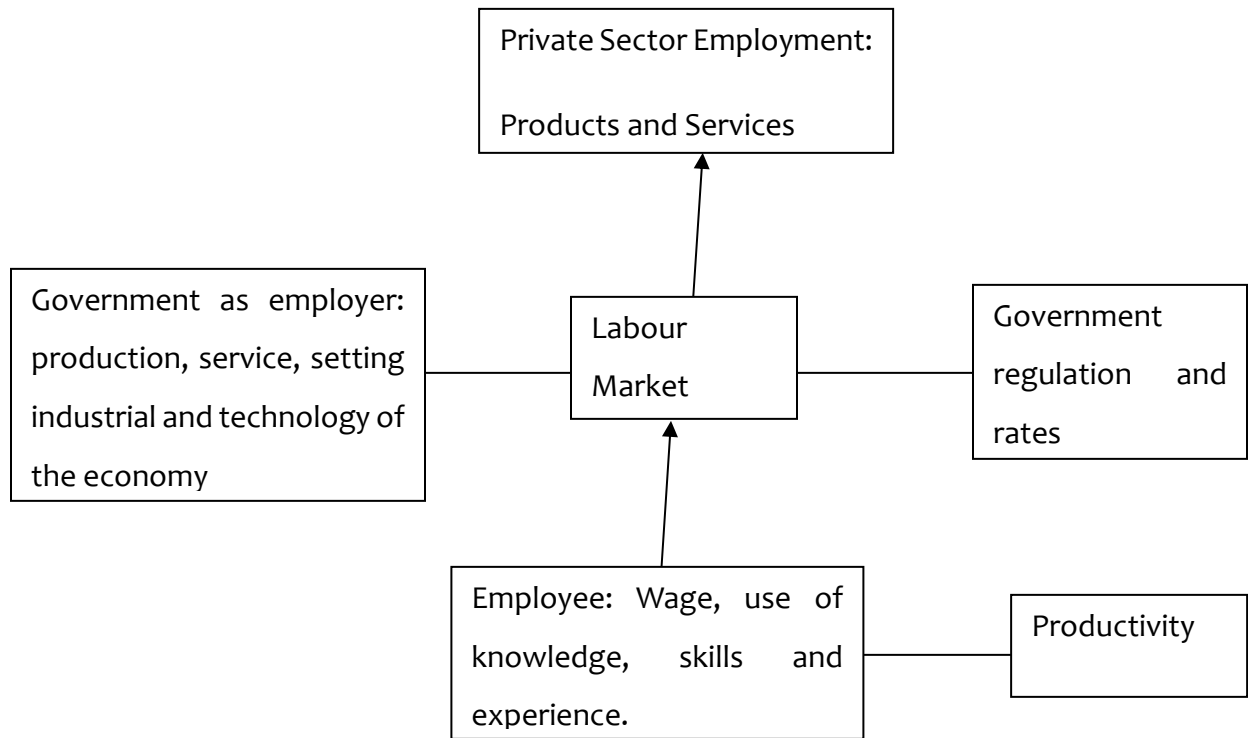 Private Sector Employment:
Products and Services
Government as employer:
production, service, setting
industrial and technology of
the economy
Labour
Market
Government
regulation and
rates
Employee: Wage, use of
knowledge, skills and
experience.
Productivity